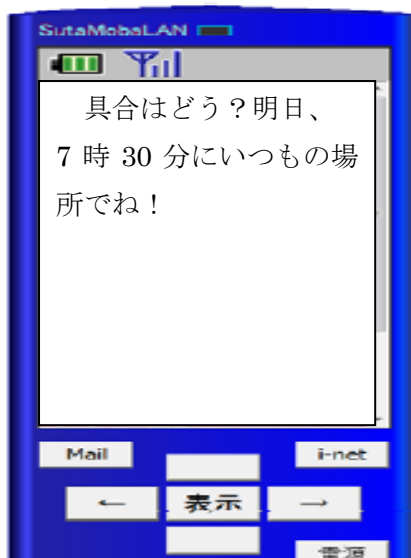 SutaMobaLAN
具合はどう？明日、
7 時 30 分にいつもの場
所でね！
Mail
i-net
← 表示 →
電源